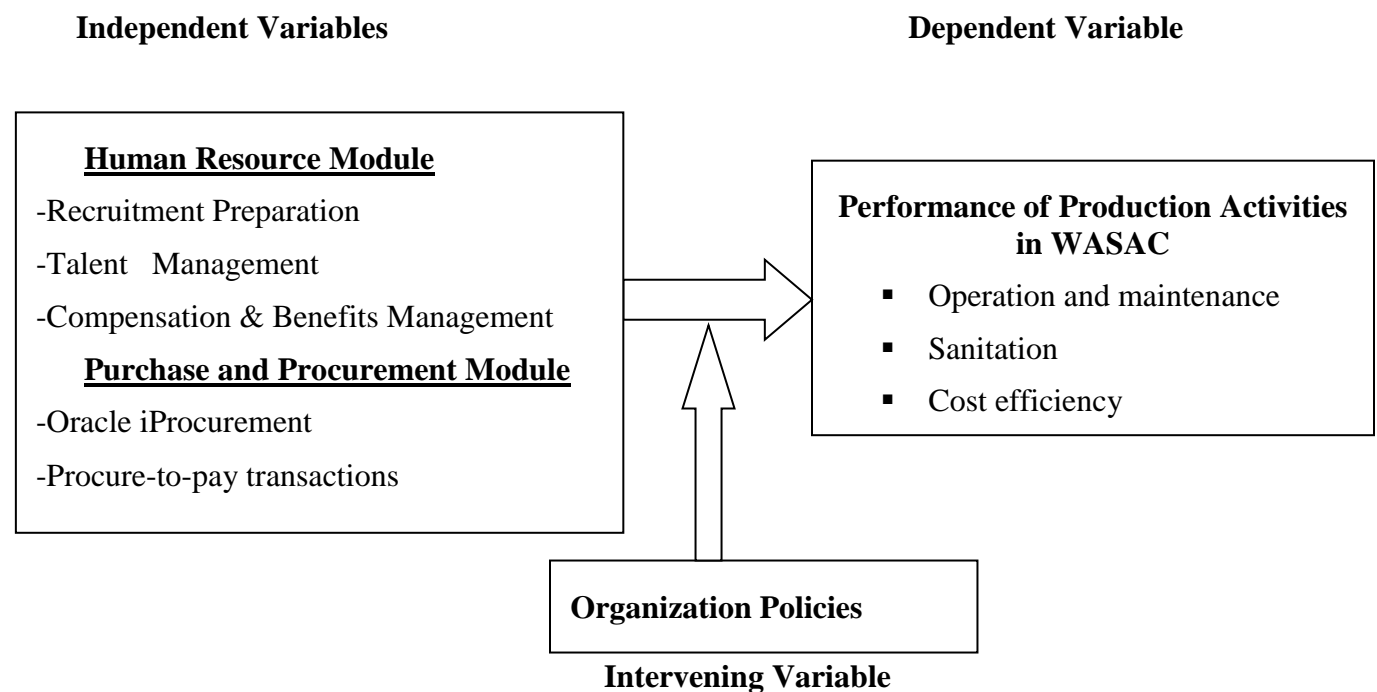 Independent Variables
Dependent Variable
Human Resource Module
-Recruitment Preparation
-Talent Management
-Compensation & Benefits Management
Purchase and Procurement Module
-Oracle iProcurement
-Procure-to-pay transactions
Performance of Production Activities
in WASAC
▪ Operation and maintenance
▪ Sanitation
▪ Cost efficiency
Organization Policies
Intervening Variable